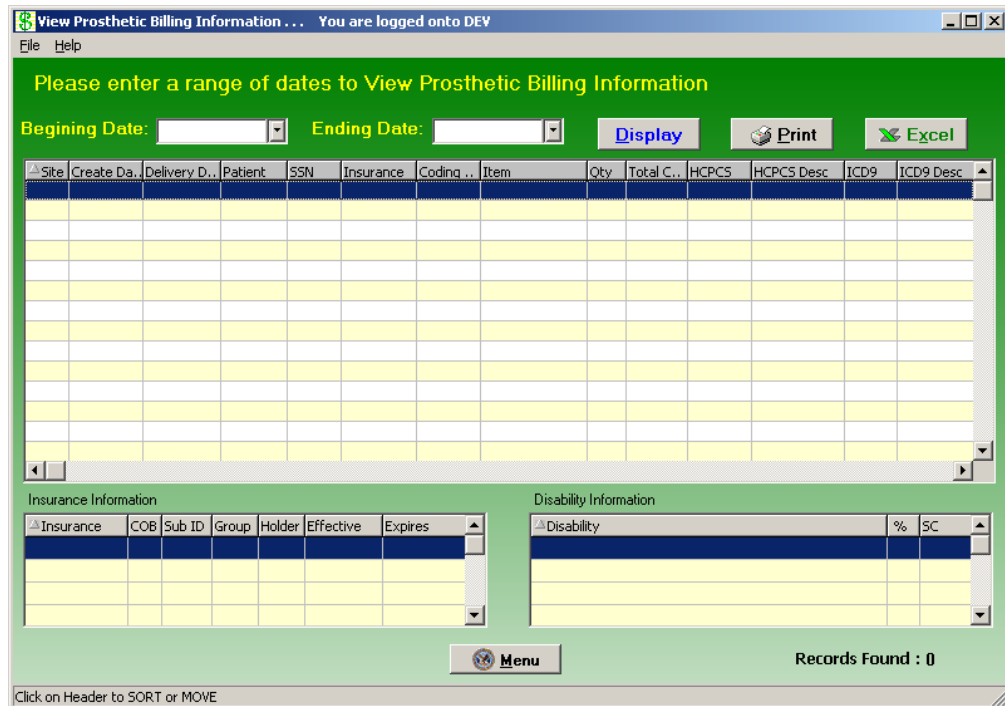 View Prosthetic Billing Information . . .    You are logged onto DEV
File  Help
Please enter a range of dates to View Prosthetic Billing Information
Begining Date:  Ending Date:  Display  Print  Excel
Site  Create Da..  Delivery D..  Patient  SSN  Insurance  Coding ..  Item  Qty  Total C..  HCPCS  HCPCS Desc  ICD9  ICD9 Desc
Insurance Information  Disability Information
Insurance  COB  Sub ID  Group  Holder  Effective  Expires  Disability  %  SC
Menu  Records Found : 0
Click on Header to SORT or MOVE